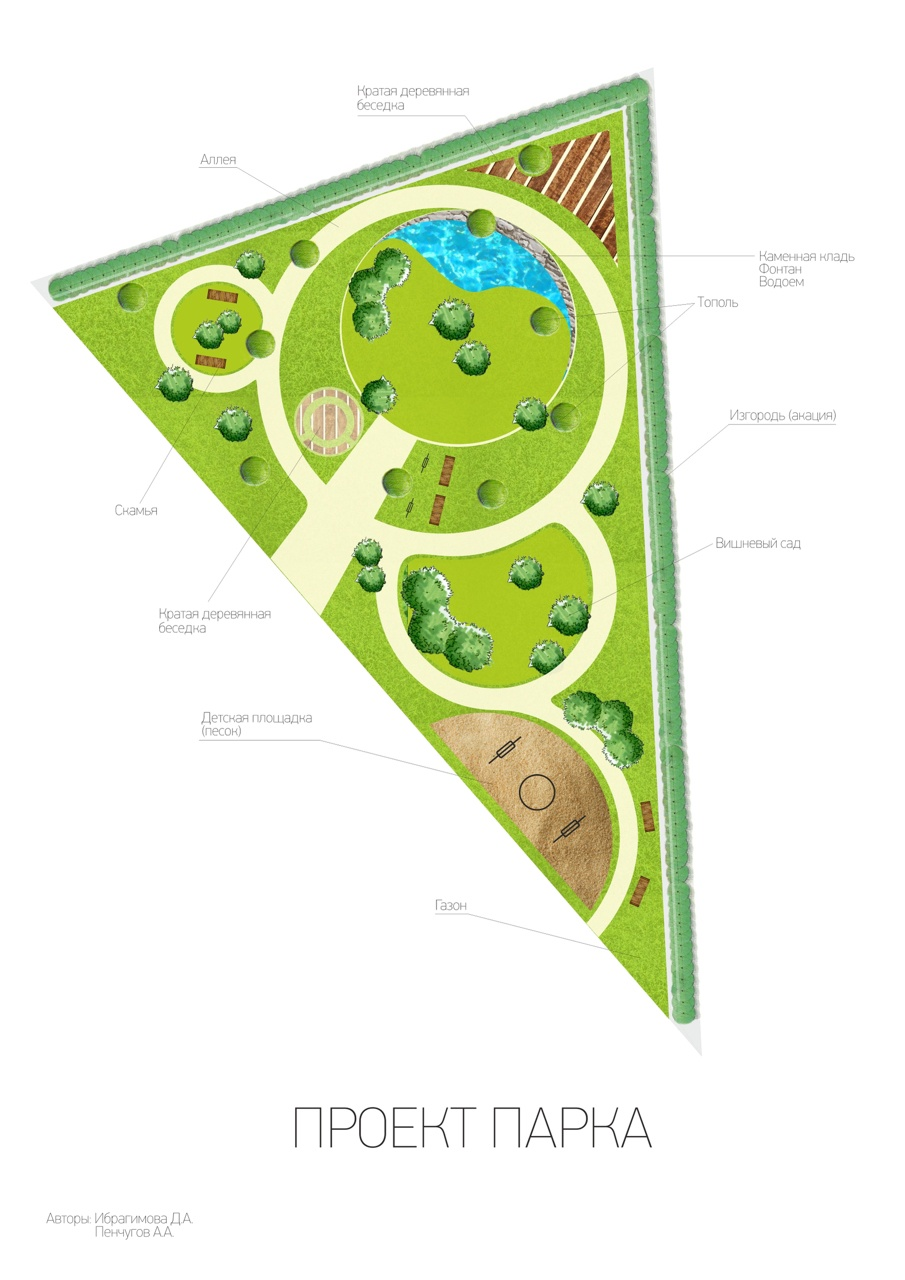 Кратая деревянная
беседка
Аллея
Каменная кладь
Фонтан
Водоем
Тополь
Изгородь (акация)
Скамья
Вишневый сад
Кратая деревянная
беседка
Детская площадка
(песок)
Газон
ПРОЕКТ ПАРКА
Авторы: Ибрагимова Д.А.
Пенчугов А.А.